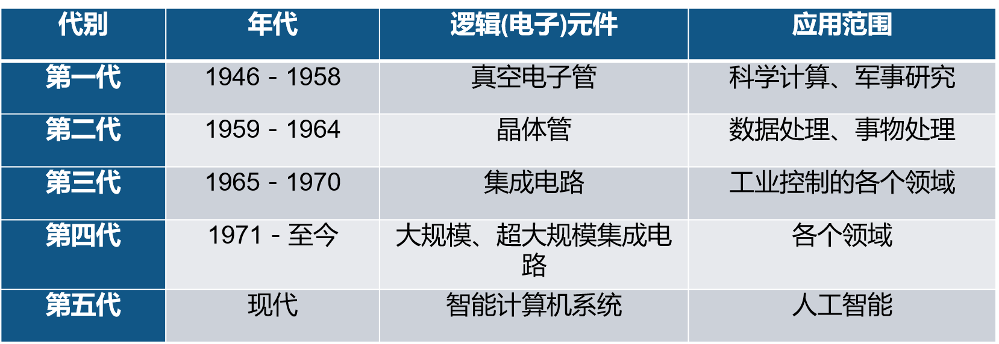 代别 年代 逻辑(电子)元件 应用范围
第一代 1946 - 1958 真空电子管 科学计算、军事研究
第二代 1959 - 1964 晶体管 数据处理、事物处理
第三代 1965 - 1970 集成电路 工业控制的各个领域
第四代 1971 - 至今 大规模、超大规模集成电 各个领域
路
第五代 现代 智能计算机系统 人工智能